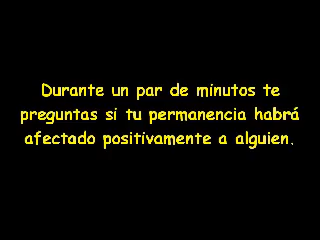 Durante un par de minutos te
preguntas si tu permanencia habrá
afectado positivamente a alguien.